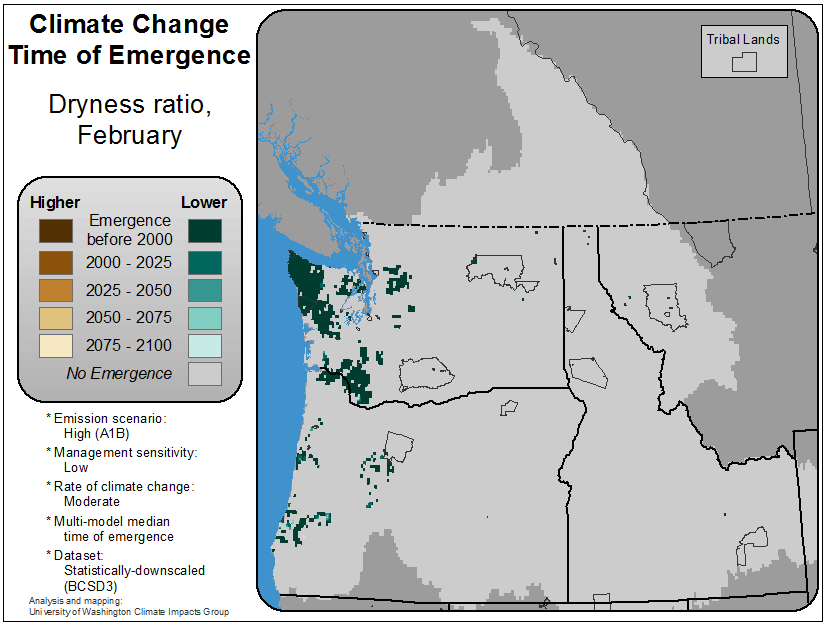 Climate Change
Time of Emergence
Dryness ratio,
February
Higher
Lower
Emergence
before 2000
2000 - 2025
2025 - 2050
2050 - 2075
2075 - 2100
No Emergence
* Emission scenario:
High (A1B)
* Management sensitivity:
Low
* Rate of climate change:
Moderate
* Multi-model median
time of emergence
* Dataset:
Statistically-downscaled
(BCSD3)
Analysis and mapping:
University of Washington Climate Impacts Group
Tribal Lands